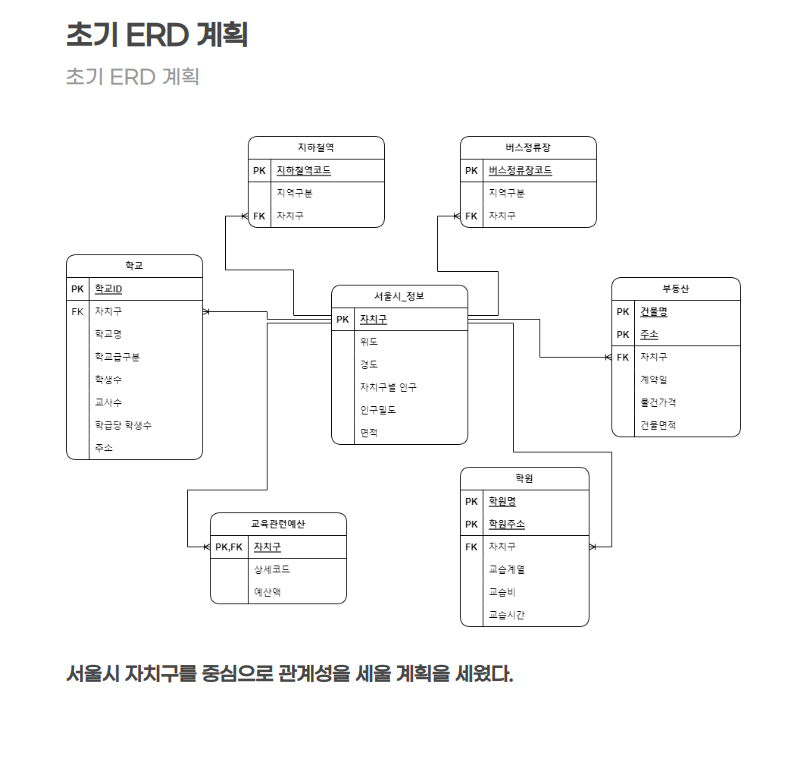 초기 ERD 계획
초기 ERD 계획
지하철역
PK 지하철역코드
지역구분
FK 자치구
버스정류장
PK 버스정류장코드
지역구분
FK 자치구
학교
PK 학교ID
FK 자치구
학교명
학교급구분
학생수
교사수
학급당 학생수
주소
서울시_정보
PK 자치구
위도
경도
자치구별 인구
인구밀도
면적
부동산
PK 건물명
PK 주소
FK 자치구
계약일
물건가격
건물면적
교육관련예산
PK,FK 자치구
상세코드
예산액
학원
PK 학원명
PK 학원주소
FK 자치구
교습계열
교습비
교습시간
서울시 자치구를 중심으로 관계성을 세울 계획을 세웠다.